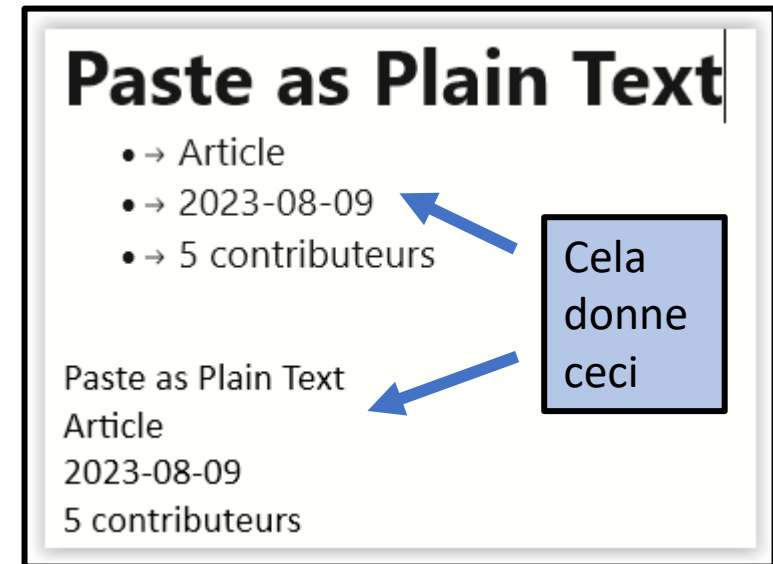 Paste as Plain Text
• → Article
• → 2023-08-09
• → 5 contributeurs
Cela
donne
ceci
Paste as Plain Text
Article
2023-08-09
5 contributeurs